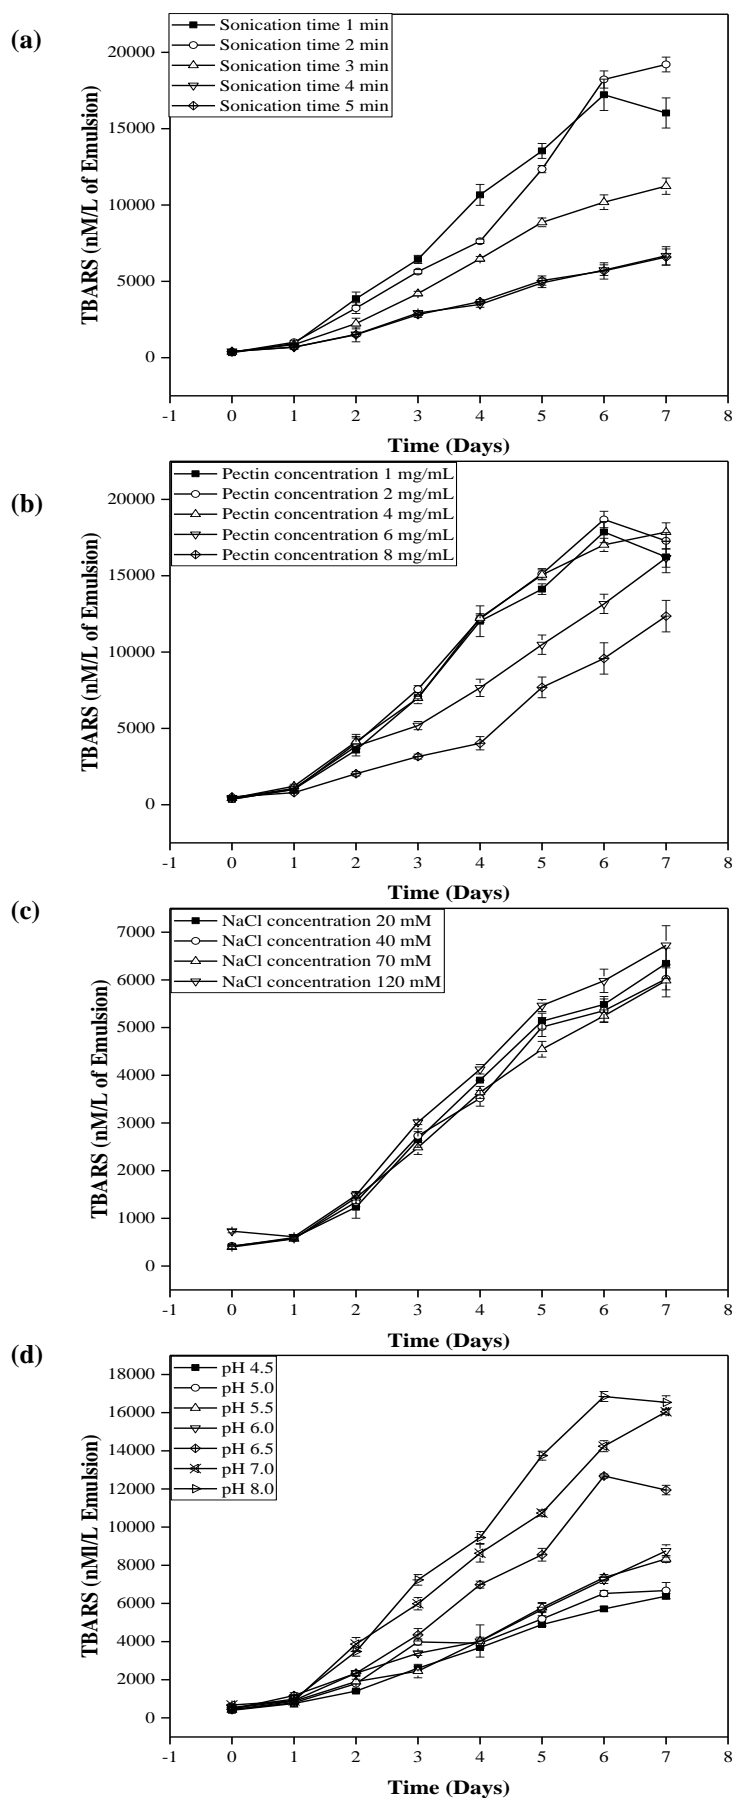 (a)
Sonication time 1 min
Sonication time 2 min
Sonication time 3 min
Sonication time 4 min
Sonication time 5 min
TBARS (nM/L of Emulsion)
20000
15000
10000
5000
0
-1 0 1 2 3 4 5 6 7 8
Time (Days)
(b)
Pectin concentration 1 mg/mL
Pectin concentration 2 mg/mL
Pectin concentration 4 mg/mL
Pectin concentration 6 mg/mL
Pectin concentration 8 mg/mL
TBARS (nM/L of Emulsion)
20000
15000
10000
5000
0
-1 0 1 2 3 4 5 6 7 8
Time (Days)
(c)
NaCl concentration 20 mM
NaCl concentration 40 mM
NaCl concentration 70 mM
NaCl concentration 120 mM
TBARS (nM/L of Emulsion)
7000
6000
5000
4000
3000
2000
1000
0
-1 0 1 2 3 4 5 6 7 8
Time (Days)
(d)
pH 4.5
pH 5.0
pH 5.5
pH 6.0
pH 6.5
pH 7.0
pH 8.0
TBARS (nMl/L Emulsion)
18000
16000
14000
12000
10000
8000
6000
4000
2000
0
-1 0 1 2 3 4 5 6 7 8
Time (Days)